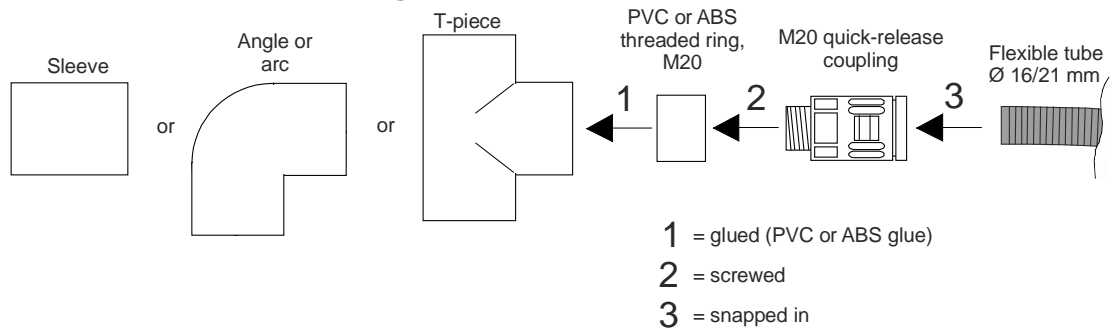 Sleeve
or
Angle or
arc
or
T-piece
1
PVC or ABS
threaded ring,
M20
2
M20 quick-release
coupling
3
Flexible tube
Ø 16/21 mm
1 = glued (PVC or ABS glue)
2 = screwed
3 = snapped in